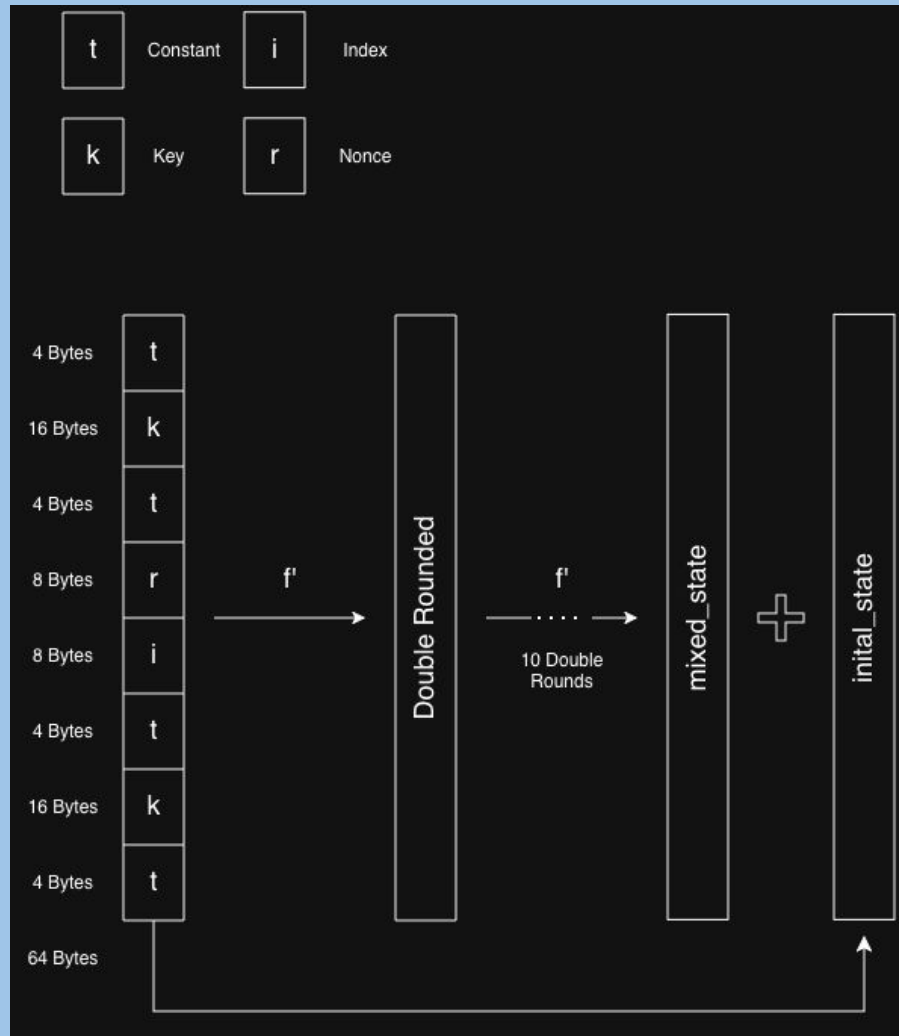 t Constant i Index
k Key r Nonce
4 Bytes t
16 Bytes k
4 Bytes t
8 Bytes r
8 Bytes i
4 Bytes t
16 Bytes k
4 Bytes t
64 Bytes
f'
Double Rounded
f'
10 Double
Rounds
mixed_state
inital_state